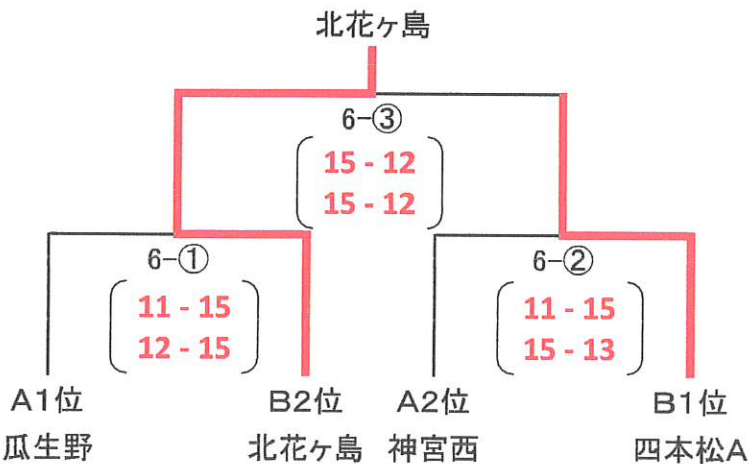 北花ヶ島
6-③
15 - 12
15 - 12
6-①
11 - 15
12 - 15
6-②
11 - 15
15 - 13
A1位
瓜生野
B2位
北花ヶ島
A2位
神宮西
B1位
四本松A